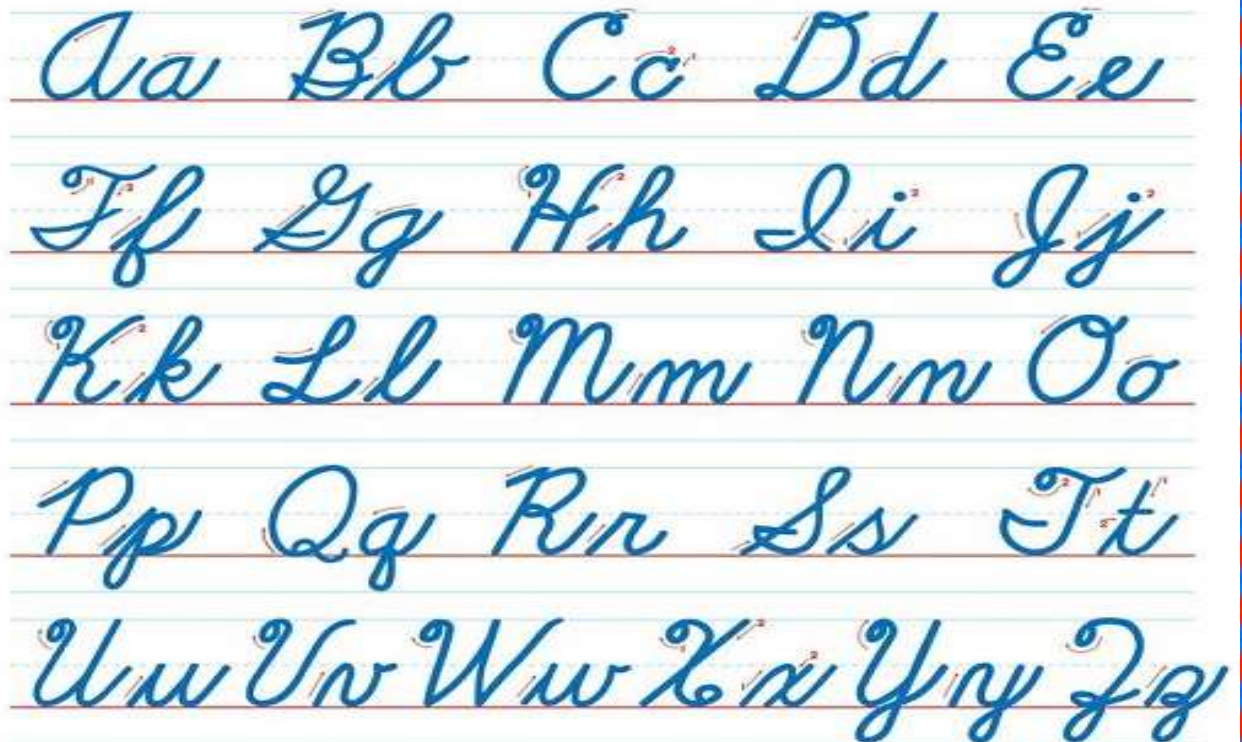 Aa Bb Cc Dd Ee
Ff Gg Hh Ii Jj
Kk Ll Mm Nn Oo
Pp Qq Rr Ss Tt
Uu Vv Ww Xx Yy Zz